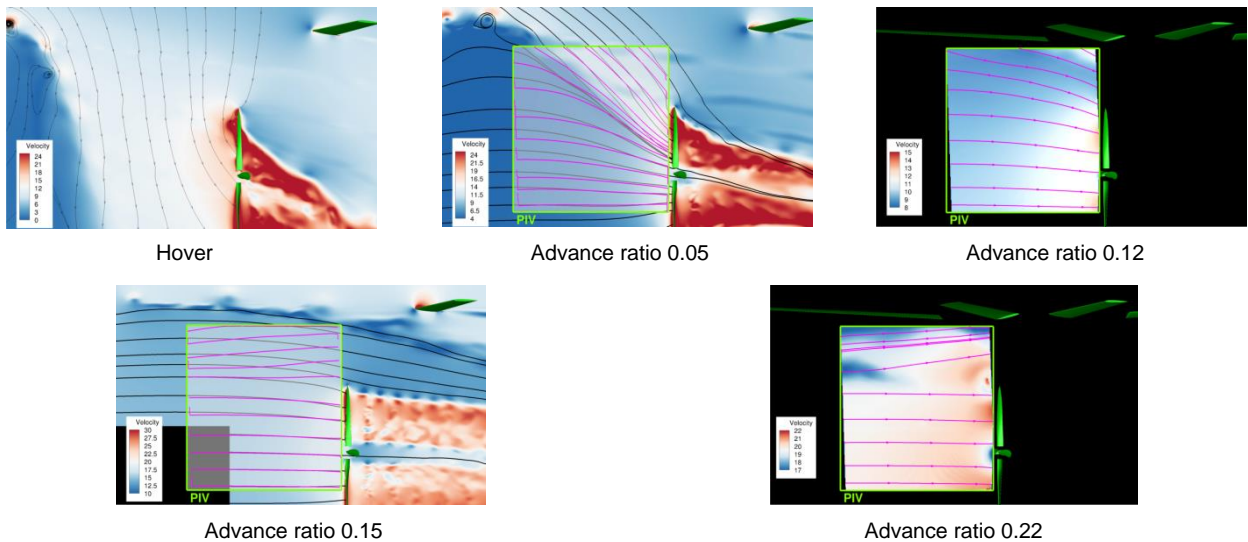 Velocity
24
21
18
15
12
9
6
3
0
Hover
Velocity
24
21.5
19
16.5
14
11.5
9
6.5
4
PIV
Advance ratio 0.05
Velocity
15
14
13
12
11
10
9
8
PIV
Advance ratio 0.12
Velocity
30
27.5
25
22.5
20
17.5
15
12.5
10
PIV
Advance ratio 0.15
Velocity
22
21
20
19
18
17
PIV
Advance ratio 0.22